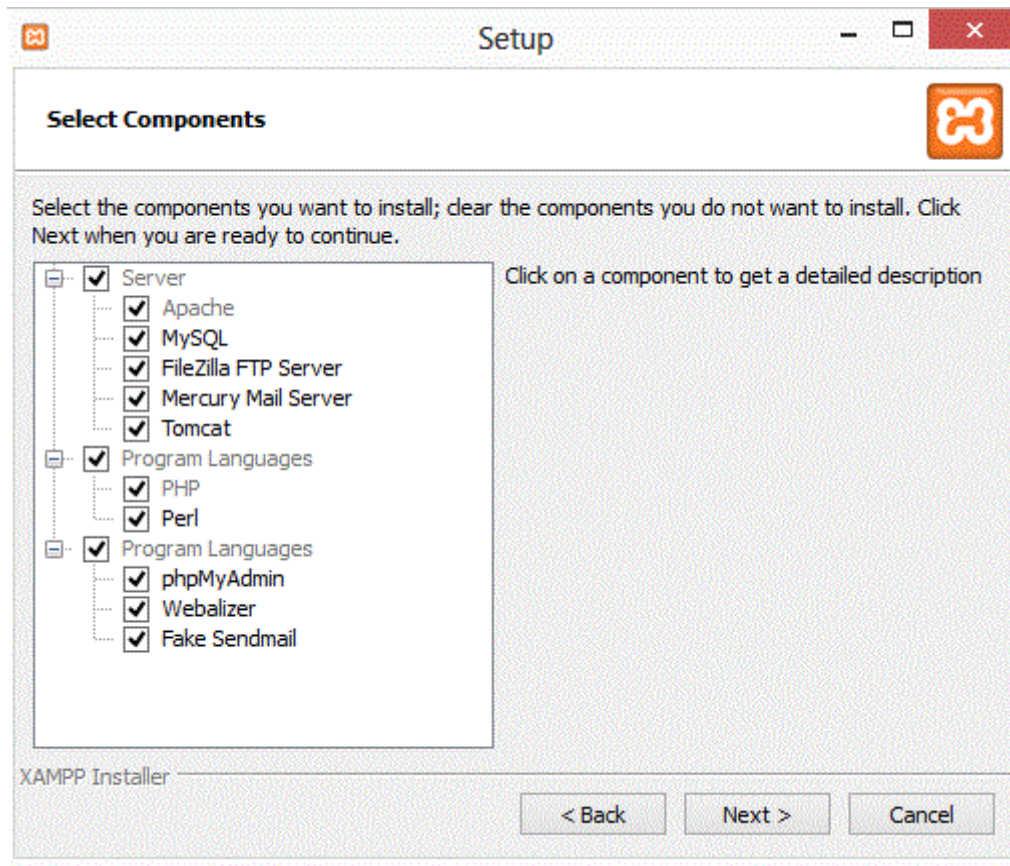 Setup
Select Components
Select the components you want to install; clear the components you do not want to install. Click
Next when you are ready to continue.
Server
Apache
MySQL
FileZilla FTP Server
Mercury Mail Server
Tomcat
Program Languages
PHP
Perl
Program Languages
phpMyAdmin
Webalizer
Fake Sendmail
Click on a component to get a detailed description
XAMPP Installer
< Back
Next >
Cancel